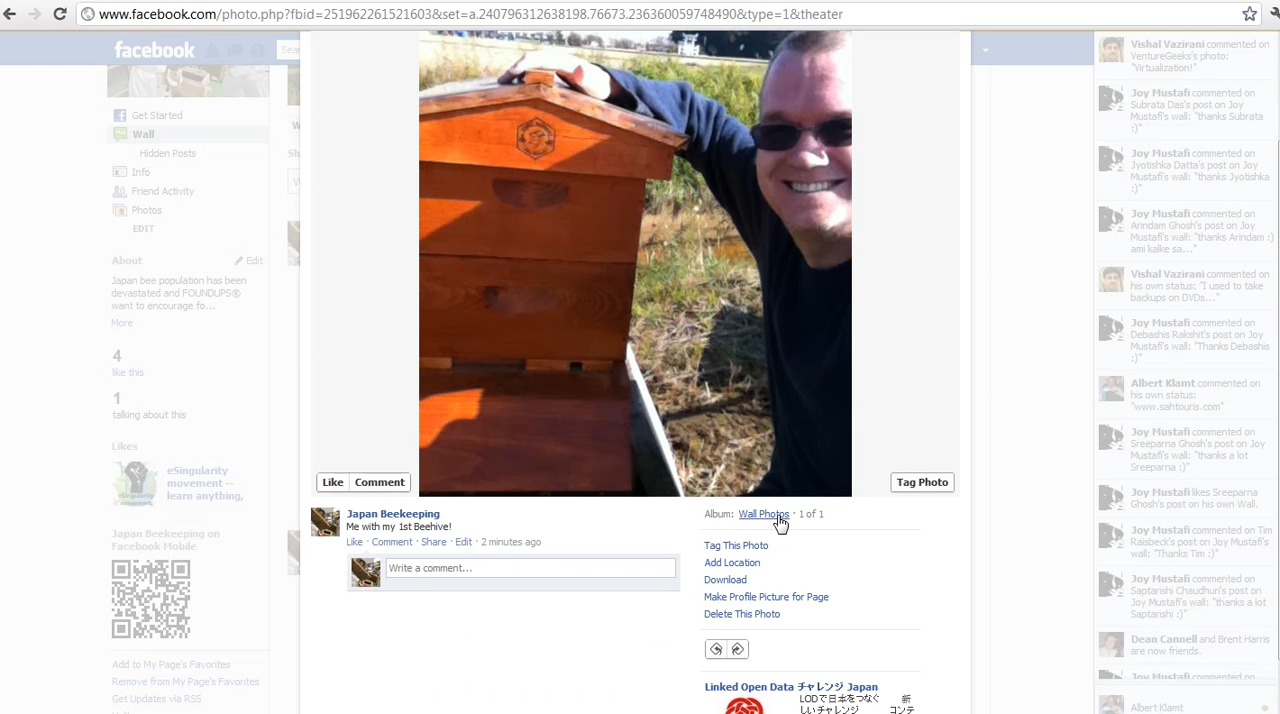 www.facebook.com/photo.php?fbid=251962261521603&set=a.240796312638198.76673.236360059748490&type=1&theater
facebook
Sea
Get Started
Wall
Hidden Posts
Info
Friend Activity
Photos
EDIT
About
Edit
Japan bee population has been
devastated and FOUNDUPS®
want to encourage fo...
More
4
like this
1
talking about this
Likes
eSingularity
movement --
learn anything,
Japan Beekeeping on
Facebook Mobile
Add to My Page's Favorites
Remove from My Page's Favorites
Get Updates via RSS
W
Sh
W
Like
Comment
Tag Photo
Japan Beekeeping
Me with my 1st Beehive!
Like · Comment · Share · Edit · 2 minutes ago
Write a comment...
Album: Wall Photos · 1 of 1
Tag This Photo
Add Location
Download
Make Profile Picture for Page
Delete This Photo
Linked Open Data チャレンジ Japan
LODで日本をつなぐ 新
しいチャレンジ コンテ
Vishal Vazirani commented on
VentureGeeks's photo:
"Virtualization!"
Joy Mustafi commented on
Subrata Das's post on Joy
Mustafi's wall: "thanks Subrata
:)"
Joy Mustafi commented on
Jyotishka Datta's post on Joy
Mustafi's wall: "thanks Jyotishka
:)"
Joy Mustafi commented on
Arindam Ghosh's post on Joy
Mustafi's wall: "thanks Arindam :)
ami kalke sa..."
Vishal Vazirani commented on
his own status: "I used to take
backups on DVDs..."
Joy Mustafi commented on
Debashis Rakshit's post on Joy
Mustafi's wall: "Thanks Debashis
:)"
Albert Klamt commented on
his own status:
"www.sahtouris.com"
Joy Mustafi commented on
Sreeparna Ghosh's post on Joy
Mustafi's wall: "thanks a lot
Sreeparna :)"
Joy Mustafi likes Sreeparna
Ghosh's post on his own Wall.
Joy Mustafi commented on Tim
Raisbeck's post on Joy Mustafi's
wall: "Thanks Tim :)"
Joy Mustafi commented on
Saptarishi Chaudhuri's post on
Joy Mustafi's wall: "thanks a lot
Saptarishi :)"
Dean Cannell and Brent Harris
are now friends.
Joy Mustafi commented on
Albert Klamt